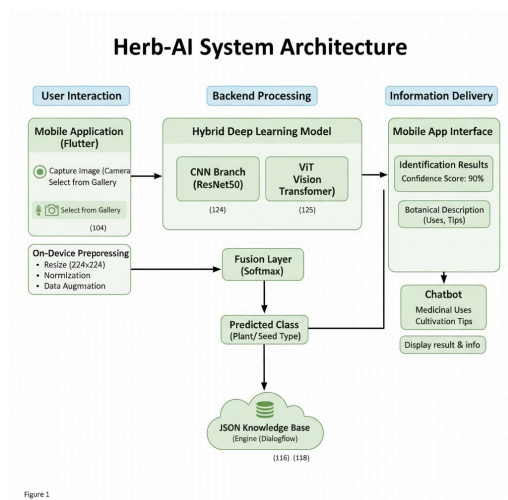 Herb-AI System Architecture
User Interaction
Backend Processing
Information Delivery
Mobile Application
(Flutter)
Capture Image (Camera
Select from Gallery
Select from Gallery
(104)
Hybrid Deep Learning Model
CNN Branch
(ResNet50)
(124)
ViT
Vision
Transfomer)
(125)
Mobile App Interface
Identification Results
Confidence Score: 90%
Botanical Description
(Uses, Tips)
On-Device Preporessing
• Resize (224x224)
• Normlzation
• Data Augmation
Fusion Layer
(Softmax)
Predicted Class
(Plant/Seed Type)
Chatbot
Medicinal Uses
Cultivation Tips
Display result & info
JSON Knowledge Base
(Engine (Dialogflow)
(116) (118)
Figure 1